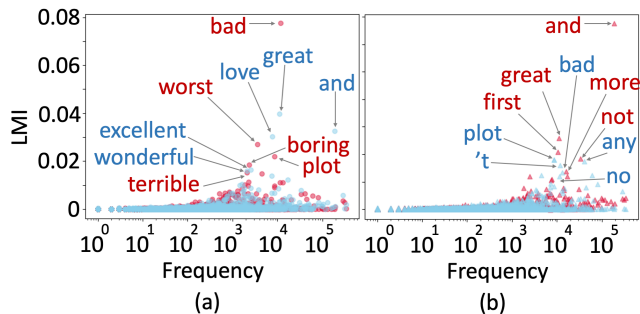 0.08
0.06
0.04
0.02
0
LMI
bad
great
love
and
worst
excellent
wonderful
boring
plot
terrible
10^0 10^1 10^2 10^3 10^4 10^5
Frequency
(a)
and
bad
great
more
first
not
plot
any
't
no
10^0 10^1 10^2 10^3 10^4 10^5
Frequency
(b)